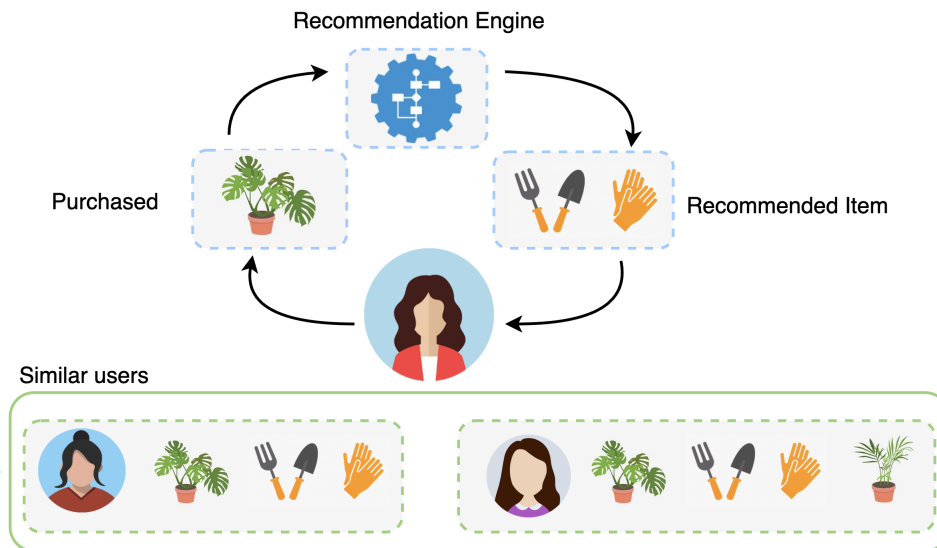 Recommendation Engine
Purchased
Recommended Item
Similar users